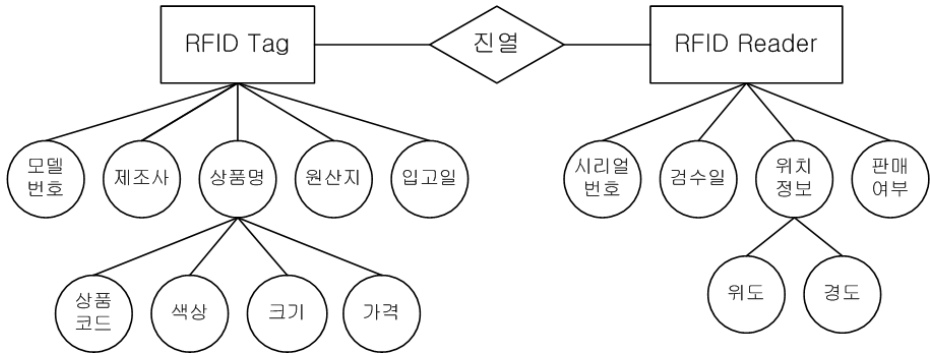 RFID Tag
진열
RFID Reader
모델
번호
제조사
상품명
원산지
입고일
시리얼
번호
검수일
위치
정보
판매
여부
상품
코드
색상
크기
가격
위도
경도